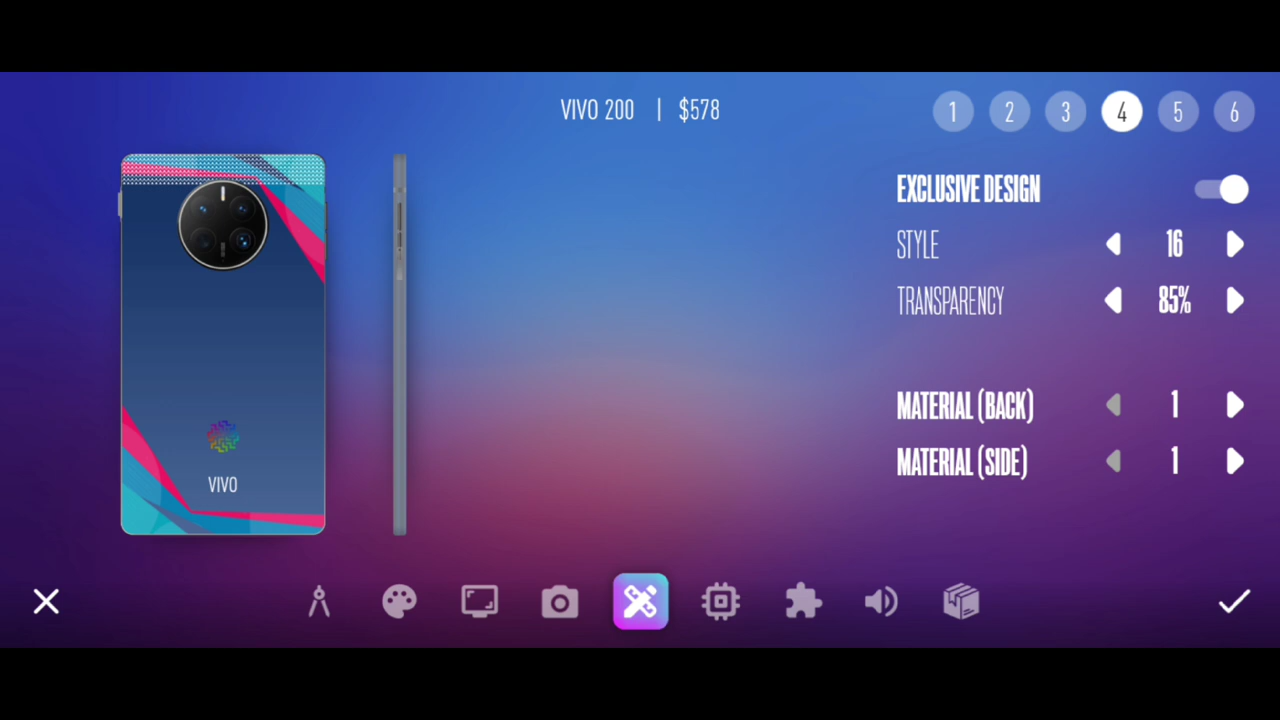 VIVO 200 | $578
1 2 3 4 5 6
EXCLUSIVE DESIGN
STYLE 16
TRANSPARENCY 85%
MATERIAL (BACK) 1
MATERIAL (SIDE) 1
VIVO